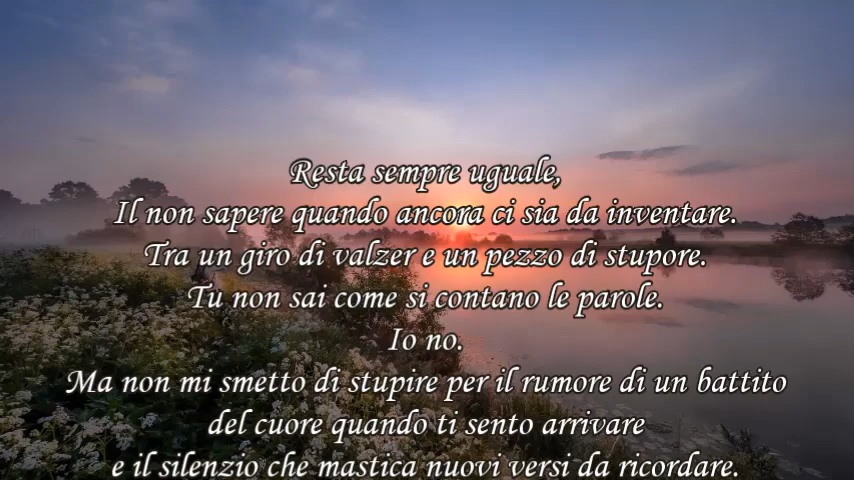 Resta sempre uguale,
Il non sapere quando ancora ci sia da inventare.
Tra un giro di valzer e un pezzo di stupore.
Tu non sai come si contano le parole.
Io no.
Ma non mi smetto di stupire per il rumore di un battito
del cuore quando ti sento arrivare
e il silenzio che mastica nuovi versi da ricordare.